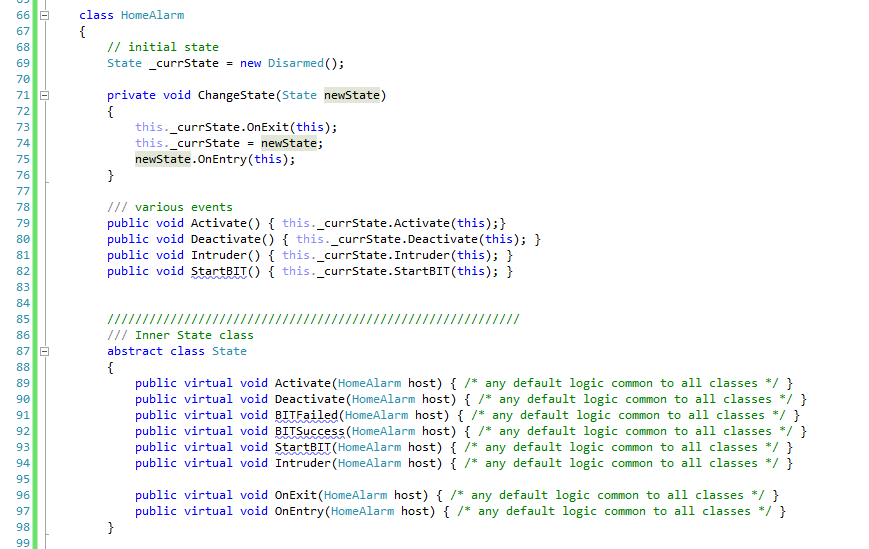 66 class HomeAlarm
67 {
68 // initial state
69 State _currState = new Disarmed();
70
71 private void ChangeState(State newState)
72 {
73 this._currState.OnExit(this);
74 this._currState = newState;
75 newState.OnEntry(this);
76 }
77
78 /// various events
79 public void Activate() { this._currState.Activate(this);}
80 public void Deactivate() { this._currState.Deactivate(this); }
81 public void Intruder() { this._currState.Intruder(this); }
82 public void StartBIT() { this._currState.StartBIT(this); }
83
84
85 ///////////////////////////////////////////////////////////
86 /// Inner State class
87 abstract class State
88 {
89 public virtual void Activate(HomeAlarm host) { /* any default logic common to all classes */ }
90 public virtual void Deactivate(HomeAlarm host) { /* any default logic common to all classes */ }
91 public virtual void BITFailed(HomeAlarm host) { /* any default logic common to all classes */ }
92 public virtual void BITSuccess(HomeAlarm host) { /* any default logic common to all classes */ }
93 public virtual void StartBIT(HomeAlarm host) { /* any default logic common to all classes */ }
94 public virtual void Intruder(HomeAlarm host) { /* any default logic common to all classes */ }
95
96 public virtual void OnExit(HomeAlarm host) { /* any default logic common to all classes */ }
97 public virtual void OnEntry(HomeAlarm host) { /* any default logic common to all classes */ }
98 }
99